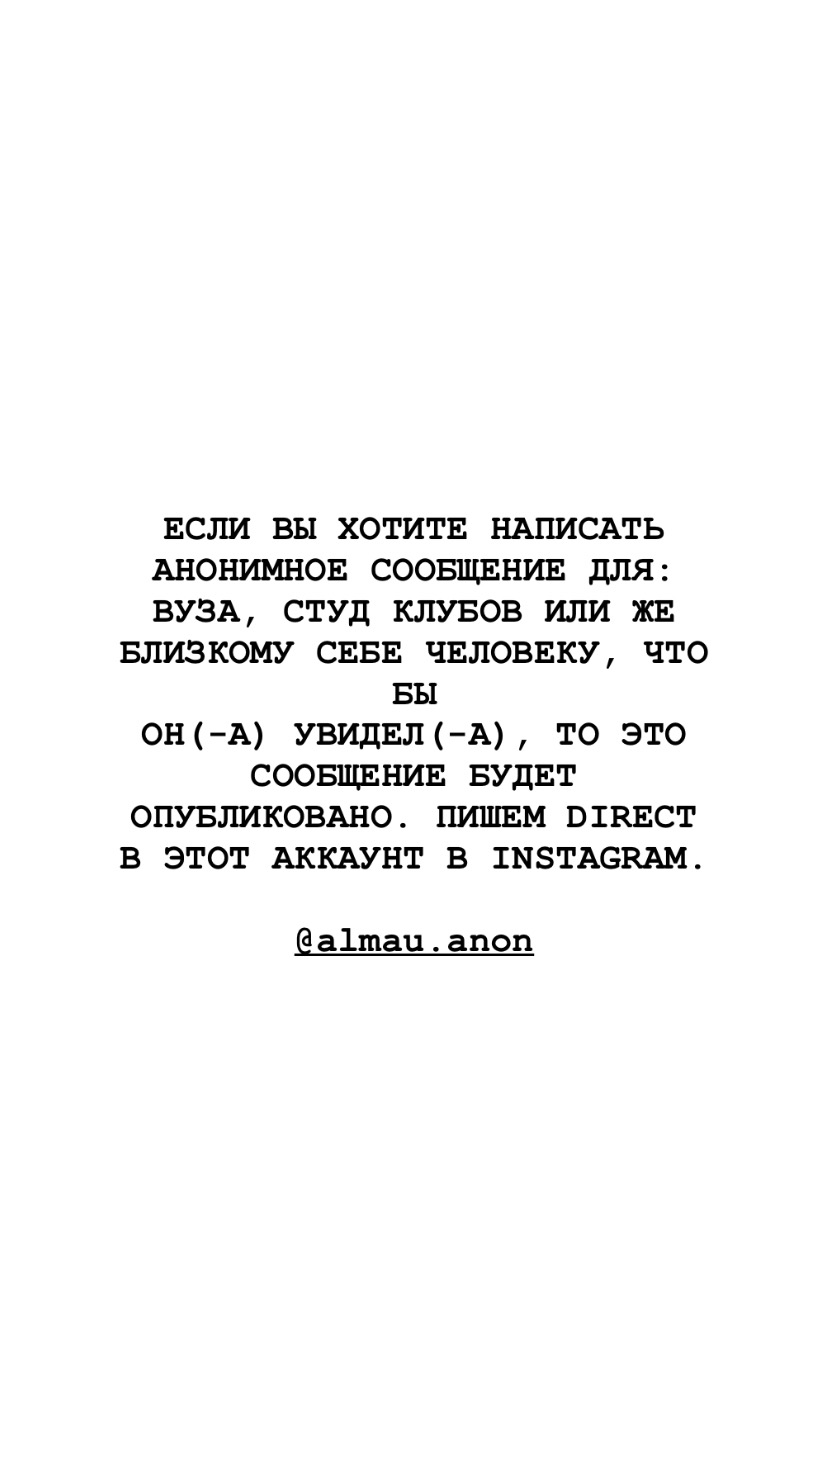 ЕСЛИ ВЫ ХОТИТЕ НАПИСАТЬ
АНОНИМНОЕ СООБЩЕНИЕ ДЛЯ:
ВУЗА, СТУД КЛУБОВ ИЛИ ЖЕ
БЛИЗКОМУ СЕБЕ ЧЕЛОВЕКУ, ЧТО
БЫ
ОН(-А) УВИДЕЛ(-А), ТО ЭТО
СООБЩЕНИЕ БУДЕТ
ОПУБЛИКОВАНО. ПИШЕМ DIRECT
В ЭТОТ АККАУНТ В INSTAGRAM.
@almau.anon